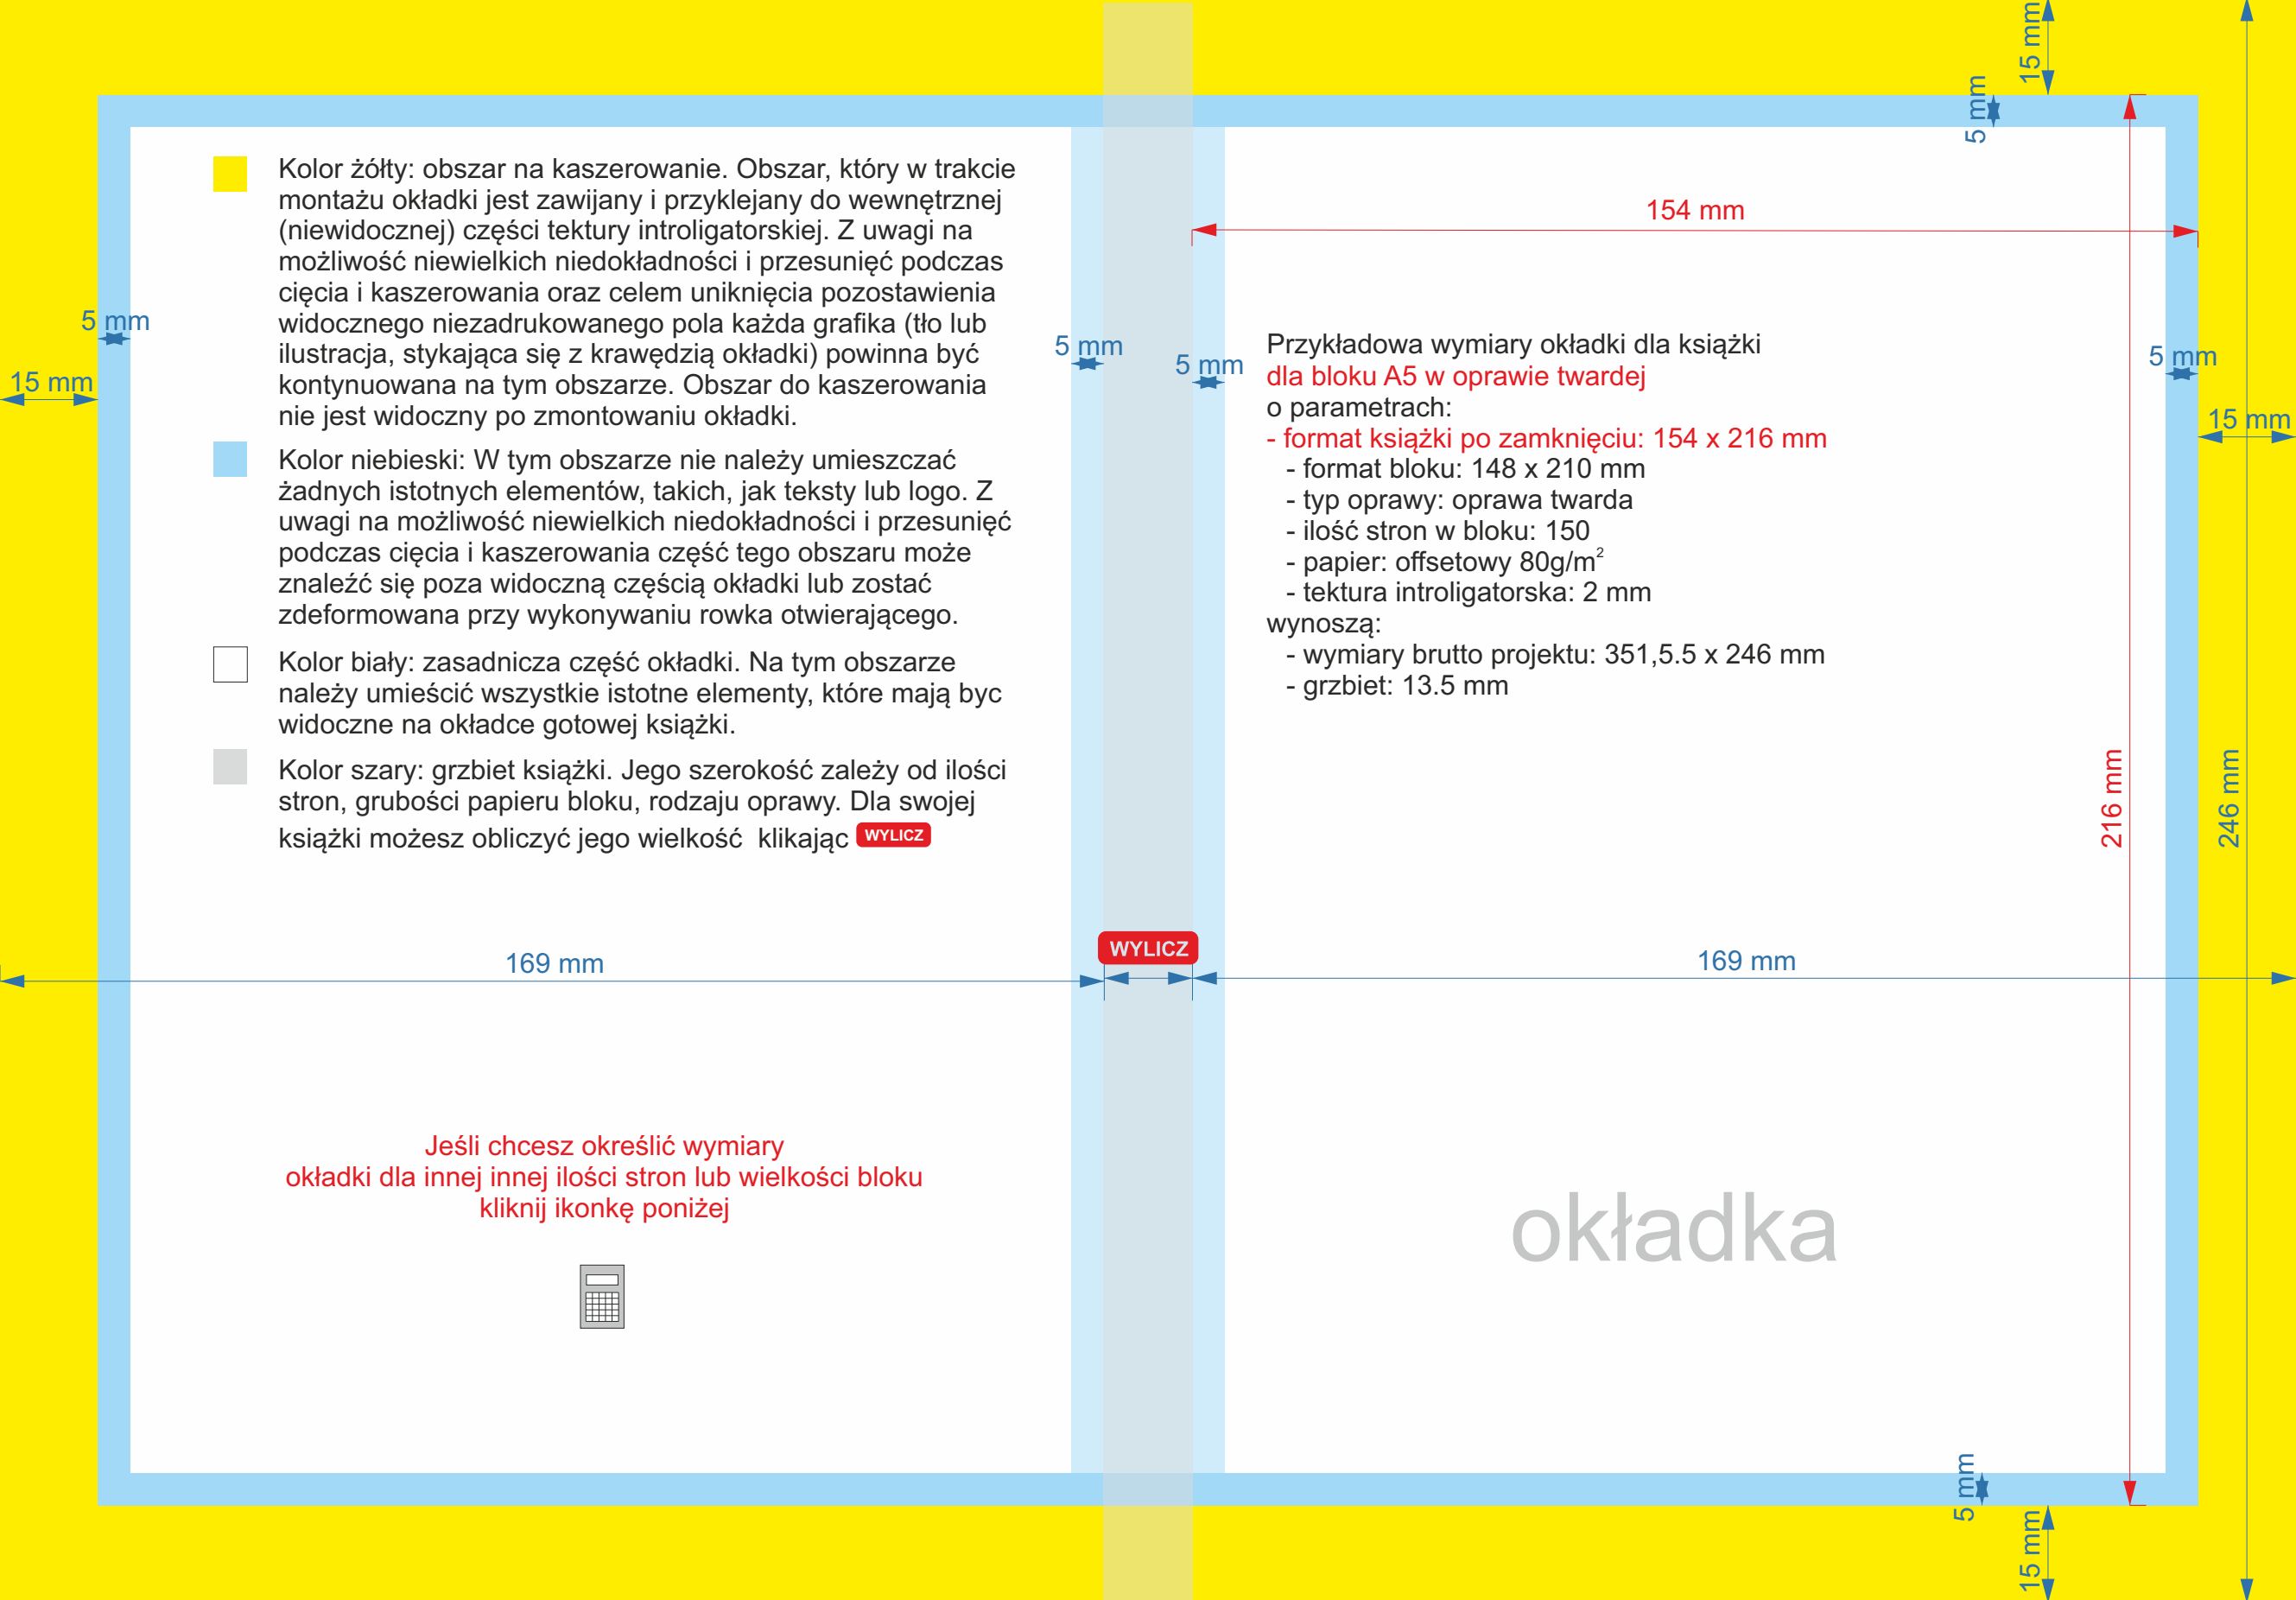 15 mm
5 mm
Kolor żółty: obszar na kaszerowanie. Obszar, który w trakcie
montażu okładki jest zawijany i przyklejany do wewnętrznej
(niewidocznej) części tektury introligatorskiej. Z uwagi na
możliwość niewielkich niedokładności i przesunięć podczas
cięcia i kaszerowania oraz celem uniknięcia pozostawienia
widocznego niezadrukowanego pola każda grafika (tło lub
ilustracja, stykająca się z krawędzią okładki) powinna być
kontynuowana na tym obszarze. Obszar do kaszerowania
nie jest widoczny po zmontowaniu okładki.
5 mm
15 mm
Kolor niebieski: W tym obszarze nie należy umieszczać
żadnych istotnych elementów, takich, jak teksty lub logo. Z
uwagi na możliwość niewielkich niedokładności i przesunięć
podczas cięcia i kaszerowania część tego obszaru może
znaleźć się poza widoczną częścią okładki lub zostać
zdeformowana przy wykonywaniu rowka otwierającego.
Kolor biały: zasadnicza część okładki. Na tym obszarze
należy umieścić wszystkie istotne elementy, które mają byc
widoczne na okładce gotowej książki.
Kolor szary: grzbiet książki. Jego szerokość zależy od ilości
stron, grubości papieru bloku, rodzaju oprawy. Dla swojej
książki możesz obliczyć jego wielkość klikając WYLICZ
169 mm
Jeśli chcesz określić wymiary
okładki dla innej innej ilości stron lub wielkości bloku
kliknij ikonkę poniżej
5 mm
5 mm
WYLICZ
154 mm
Przykładowa wymiary okładki dla książki
dla bloku A5 w oprawie twardej
o parametrach:
- format książki po zamknięciu: 154 x 216 mm
- format bloku: 148 x 210 mm
- typ oprawy: oprawa twarda
- ilość stron w bloku: 150
- papier: offsetowy 80g/m²
- tektura introligatorska: 2 mm
wynoszą:
- wymiary brutto projektu: 351,5.5 x 246 mm
- grzbiet: 13.5 mm
5 mm
15 mm
216 mm
246 mm
169 mm
okładka
5 mm
15 mm